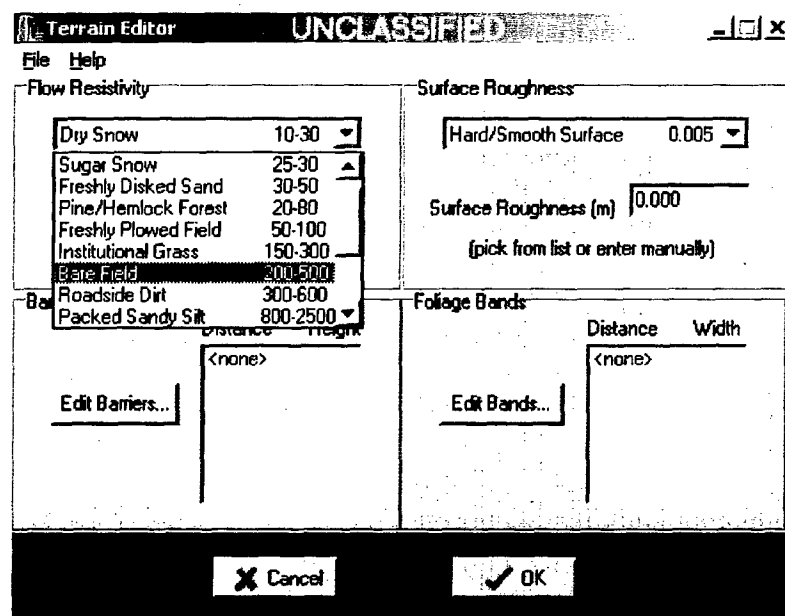 Terrain Editor UNCLASSIFIED
File Help
Flow Resistivity
Dry Snow 10-30
Sugar Snow 25-30
Freshly Disked Sand 30-50
Pine/Hemlock Forest 20-80
Freshly Plowed Field 50-100
Institutional Grass 150-300
Bare Field 200-500
Roadside Dirt 300-600
Packed Sandy Silt 800-2500
Surface Roughness
Hard/Smooth Surface 0.005
Surface Roughness (m) 0.000
(pick from list or enter manually)
Distance Height
<none>
Edit Barriers...
Foliage Bands
Distance Width
<none>
Edit Bands...
Cancel OK